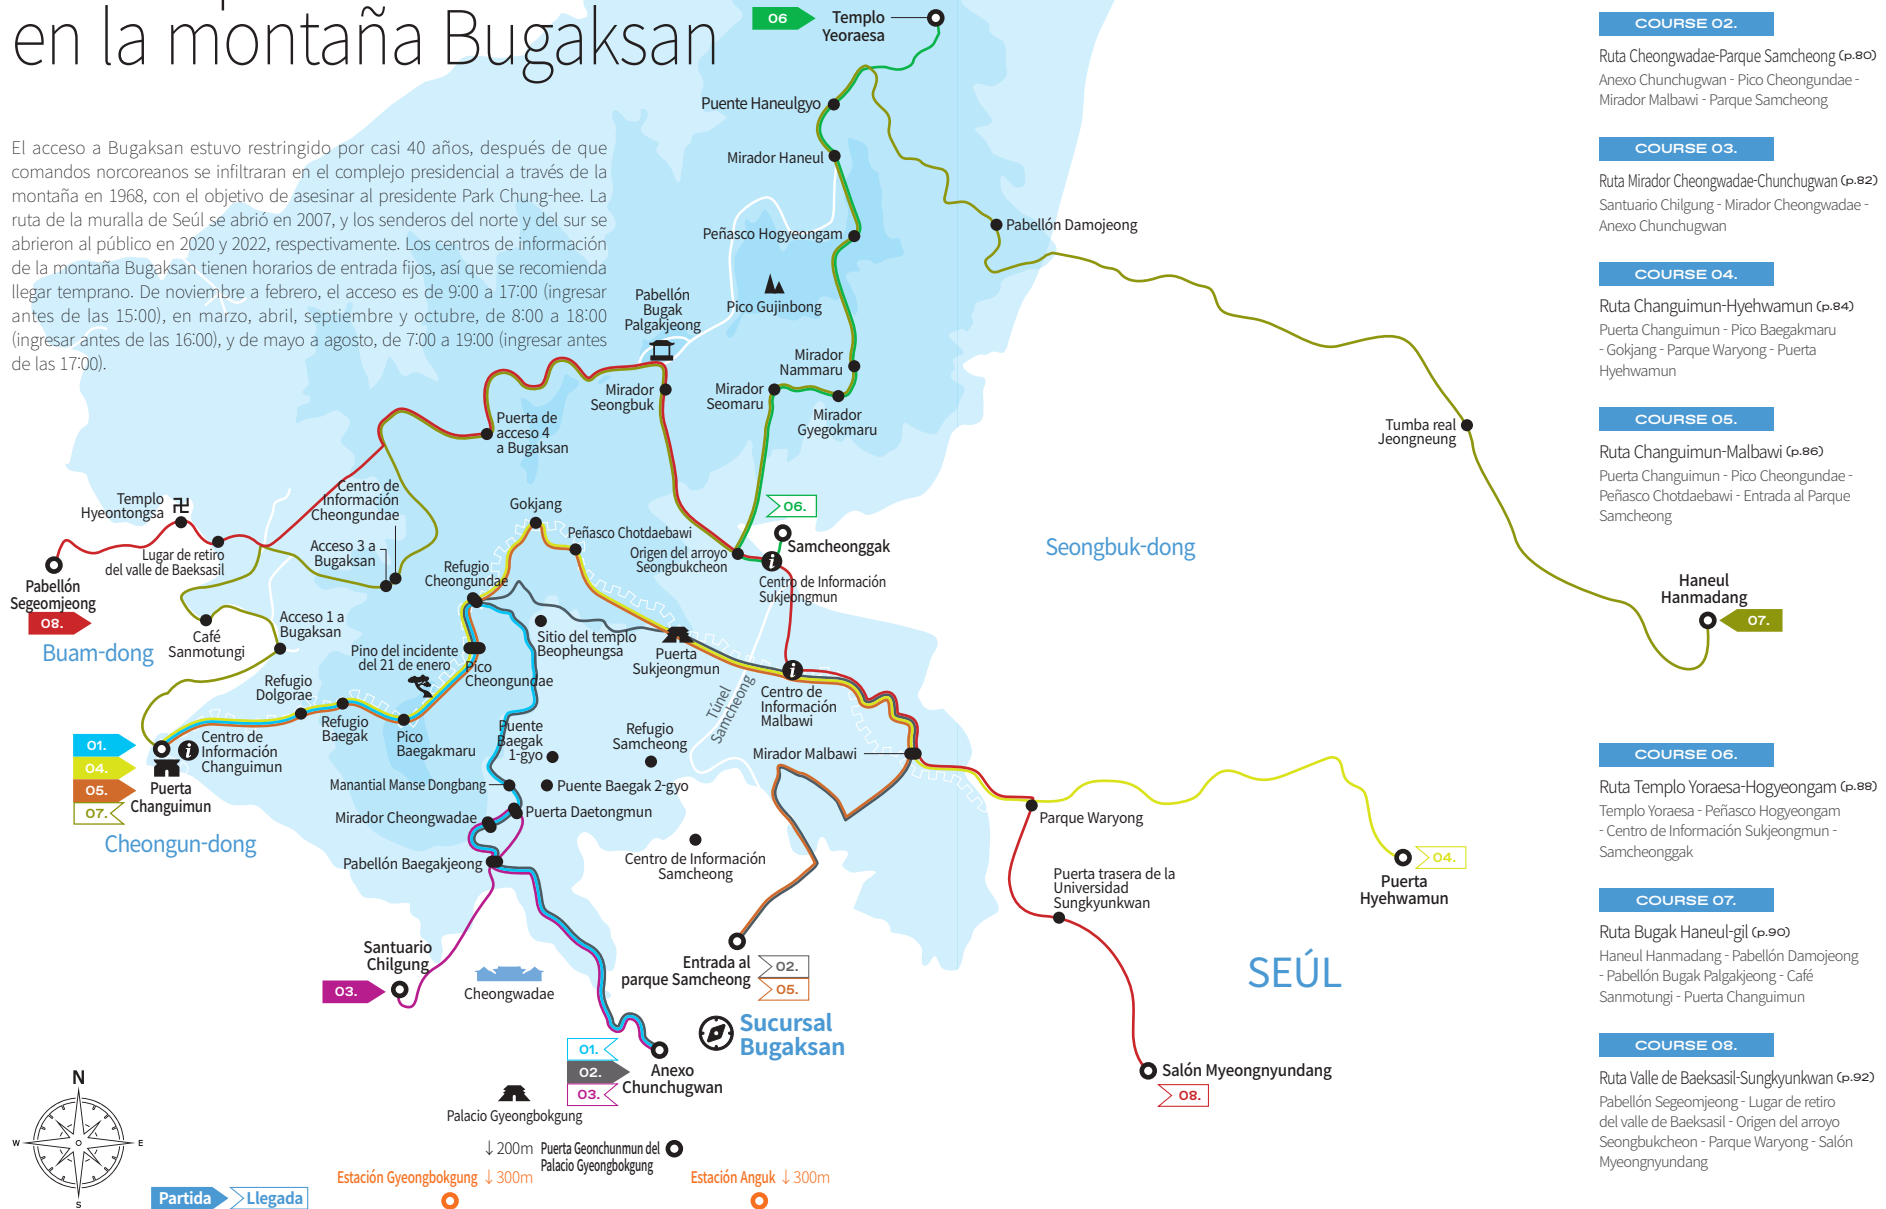 en la montaña Bugaksan
El acceso a Bugaksan estuvo restringido por casi 40 años, después de que
comandos norcoreanos se infiltraran en el complejo presidencial a través de la
montaña en 1968, con el objetivo de asesinar al presidente Park Chung-hee. La
ruta de la muralla de Seúl se abrió en 2007, y los senderos del norte y del sur se
abrieron al público en 2020 y 2022, respectivamente. Los centros de información
de la montaña Bugaksan tienen horarios de entrada fijos, así que se recomienda
llegar temprano. De noviembre a febrero, el acceso es de 9:00 a 17:00 (ingresar
antes de las 15:00), en marzo, abril, septiembre y octubre, de 8:00 a 18:00
(ingresar antes de las 16:00), y de mayo a agosto, de 7:00 a 19:00 (ingresar antes
de las 17:00).
06
Templo
Yeoraesa
Puente Haneulgyo
Mirador Haneul
Peñasco Hogyeongam
Pabellón Damojeong
Pico Gujinbong
Pabellón
Bugak
Palgakjeong
Mirador
Seongbuk
Mirador
Nammaru
Mirador
Seomaru
Mirador
Gyegokmaru
Puerta de
acceso 4
a Bugaksan
Tumba real
Jeongneung
Templo
Hyeontongsa
Centro de
Información
Cheongundae
Acceso 3 a
Bugaksan
Lugar de retiro
del valle de Baeksasil
Pabellón
Segeomjeong
08.
Buam-dong
Café
Sanmotungi
Acceso 1 a
Bugaksan
Gokjang
Peñasco Chotdaebawi
Refugio
Cheongundae
Origen del arroyo
Seongbukcheon
06.
Samcheonggak
Centro de Información
Sukjeongmun
Seongbuk-dong
Haneul
Hanmadang
07.
Sitio del templo
Beopheungsa
Pino del incidente
del 21 de enero
Pico
Cheongundae
Puerta
Sukjeongmun
Túnel
Samcheong
Centro de
Información
Malbawi
Refugio
Dolgorae
Refugio
Baegak
Pico
Baegakmaru
Centro de
Información
Changuimun
01.
04.
05.
07.
Puerta
Changuimun
Cheongun-dong
Puente
Baegak
1-gyo
Refugio
Samcheong
Mirador Malbawi
Manantial Manse Dongbang
Puente Baegak 2-gyo
Mirador Cheongwadae
Puerta Daetongmun
Pabellón Baegakjeong
Centro de Información
Samcheong
Parque Waryong
Puerta trasera de la
Universidad
Sungkyunkwan
04.
Puerta
Hyehwamun
Santuario
Chilgung
03.
Cheongwadae
Entrada al
parque Samcheong
02.
05.
SEÚL
Sucursal
Bugaksan
01.
02.
03.
Anexo
Chunchugwan
Salón Myeongnyundang
08.
Palacio Gyeongbokgung
↓200m Puerta Geonchunmun del
Palacio Gyeongbokgung
Estación Gyeongbokgung ↓300m
Estación Anguk ↓300m
N
W
E
S
Partida
Llegada
COURSE 02.
Ruta Cheongwadae-Parque Samcheong (p.80)
Anexo Chunchugwan - Pico Cheongundae -
Mirador Malbawi - Parque Samcheong
COURSE 03.
Ruta Mirador Cheongwadae-Chunchugwan (p.82)
Santuario Chilgung - Mirador Cheongwadae -
Anexo Chunchugwan
COURSE 04.
Ruta Changuimun-Hyehwamun (p.84)
Puerta Changuimun - Pico Baegakmaru
- Gokjang - Parque Waryong - Puerta
Hyehwamun
COURSE 05.
Ruta Changuimun-Malbawi (p.86)
Puerta Changuimun - Pico Cheongundae -
Peñasco Chotdaebawi - Entrada al Parque
Samcheong
COURSE 06.
Ruta Templo Yoraesa-Hogyeongam (p.88)
Templo Yoraesa - Peñasco Hogyeongam
- Centro de Información Sukjeongmun -
Samcheonggak
COURSE 07.
Ruta Bugak Haneul-gil (p.90)
Haneul Hanmadang - Pabellón Damojeong
- Pabellón Bugak Palgakjeong - Café
Sanmotungi - Puerta Changuimun
COURSE 08.
Ruta Valle de Baeksasil-Sungkyunkwan (p.92)
Pabellón Segeomjeong - Lugar de retiro
del valle de Baeksasil - Origen del arroyo
Seongbukcheon - Parque Waryong - Salón
Myeongnyundang